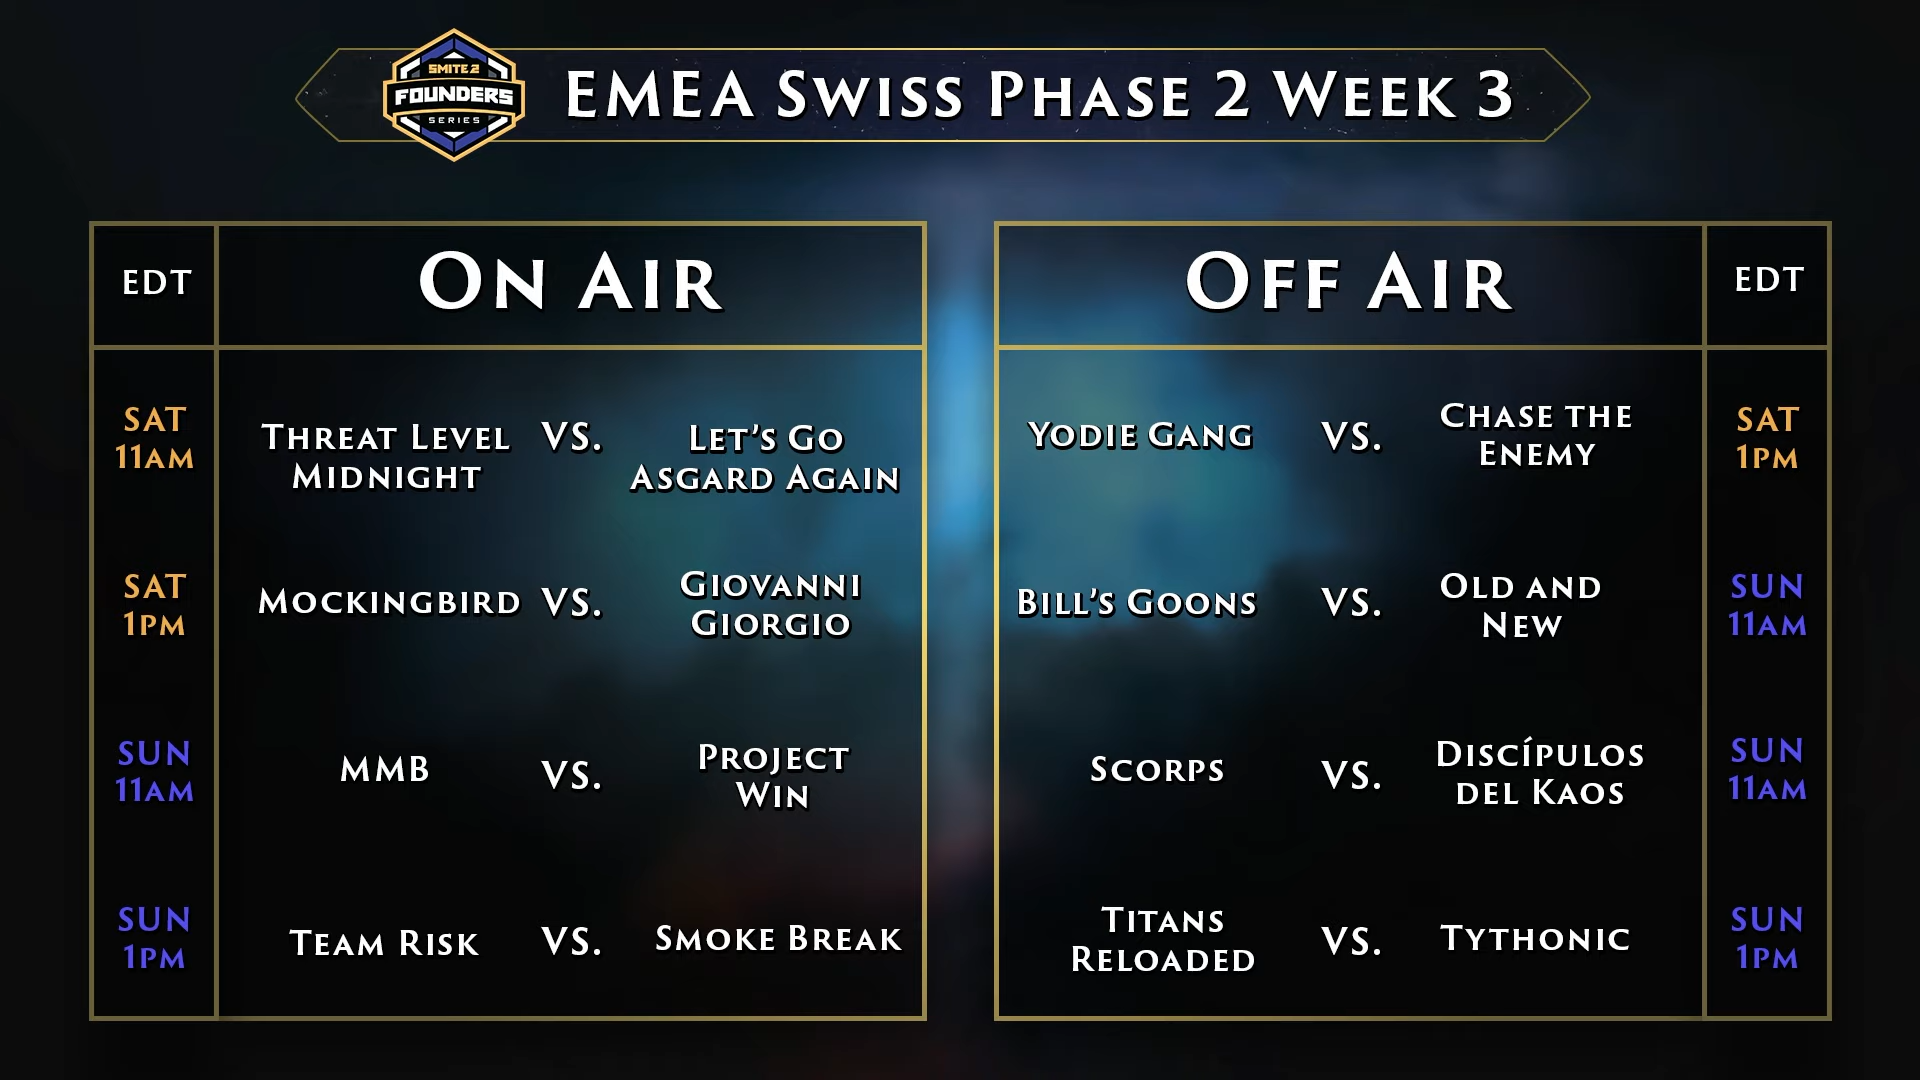 SMITE 2
FOUNDERS
SERIES
EMEA Swiss Phase 2 Week 3
EDT
On Air
SAT
11AM
Threat Level
Midnight
VS.
Let's Go
Asgard Again
SAT
1PM
Mockingbird
VS.
Giovanni
Giorgio
SUN
11AM
MMB
VS.
Project
Win
SUN
1PM
Team Risk
VS.
Smoke Break
Off Air
EDT
Yodie Gang
VS.
Chase the
Enemy
SAT
1PM
Bill's Goons
VS.
Old and
New
SUN
11AM
Scorps
VS.
Discípulos
del Kaos
SUN
11AM
Titans
Reloaded
VS.
Tythonic
SUN
1PM